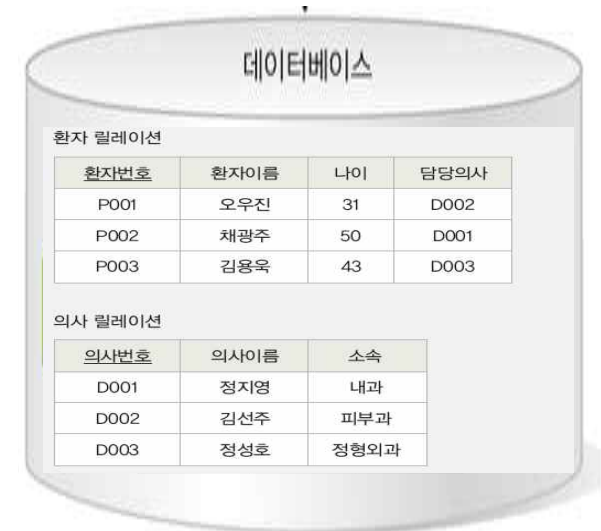 데이터베이스
환자 릴레이션
환자번호 환자이름 나이 담당의사
P001 오우진 31 D002
P002 채광주 50 D001
P003 김용욱 43 D003
의사 릴레이션
의사번호 의사이름 소속
D001 정지영 내과
D002 김선주 피부과
D003 정성호 정형외과